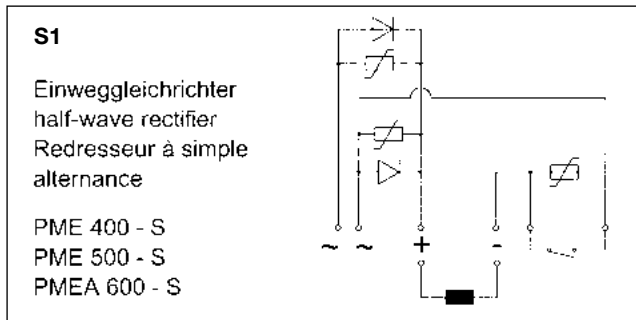 S1
Einweggleichrichter
half-wave rectifier
Redresseur à simple
alternance
PME 400 - S
PME 500 - S
PMEA 600 - S
~ ~ + -